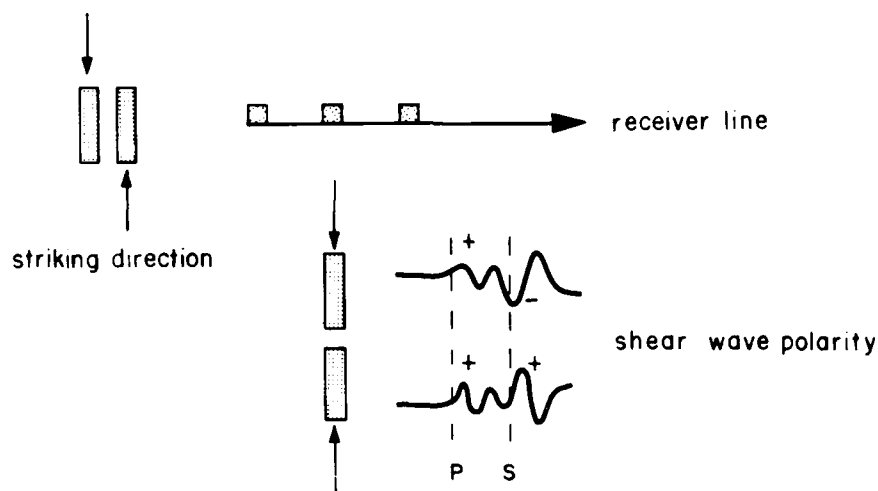 receiver line
striking direction
+
-
shear wave polarity
+ +
P S